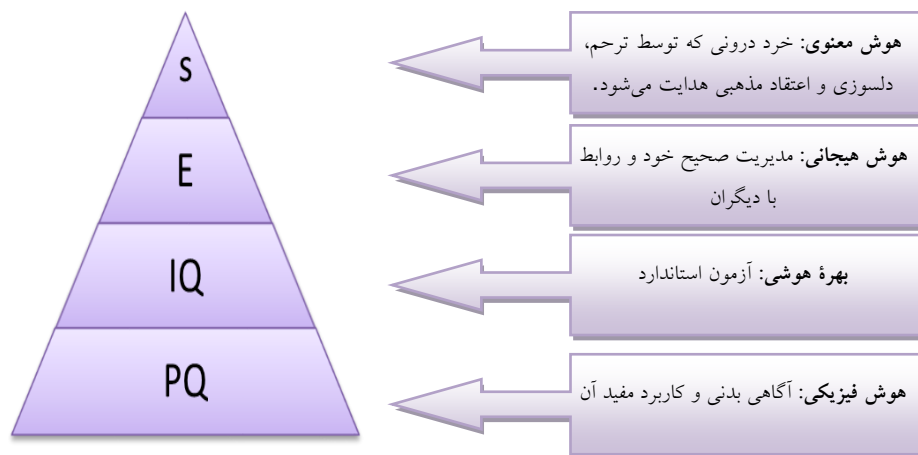 S
هوش معنوی: خرد درونی که توسط ترحم،
دلسوزی و اعتقاد مذهبی هدایت می‌شود.
E
هوش هیجانی: مدیریت صحیح خود و روابط
با دیگران
IQ
بهرۀ هوشی: آزمون استاندارد
PQ
هوش فیزیکی: آگاهی بدنی و کاربرد مفید آن